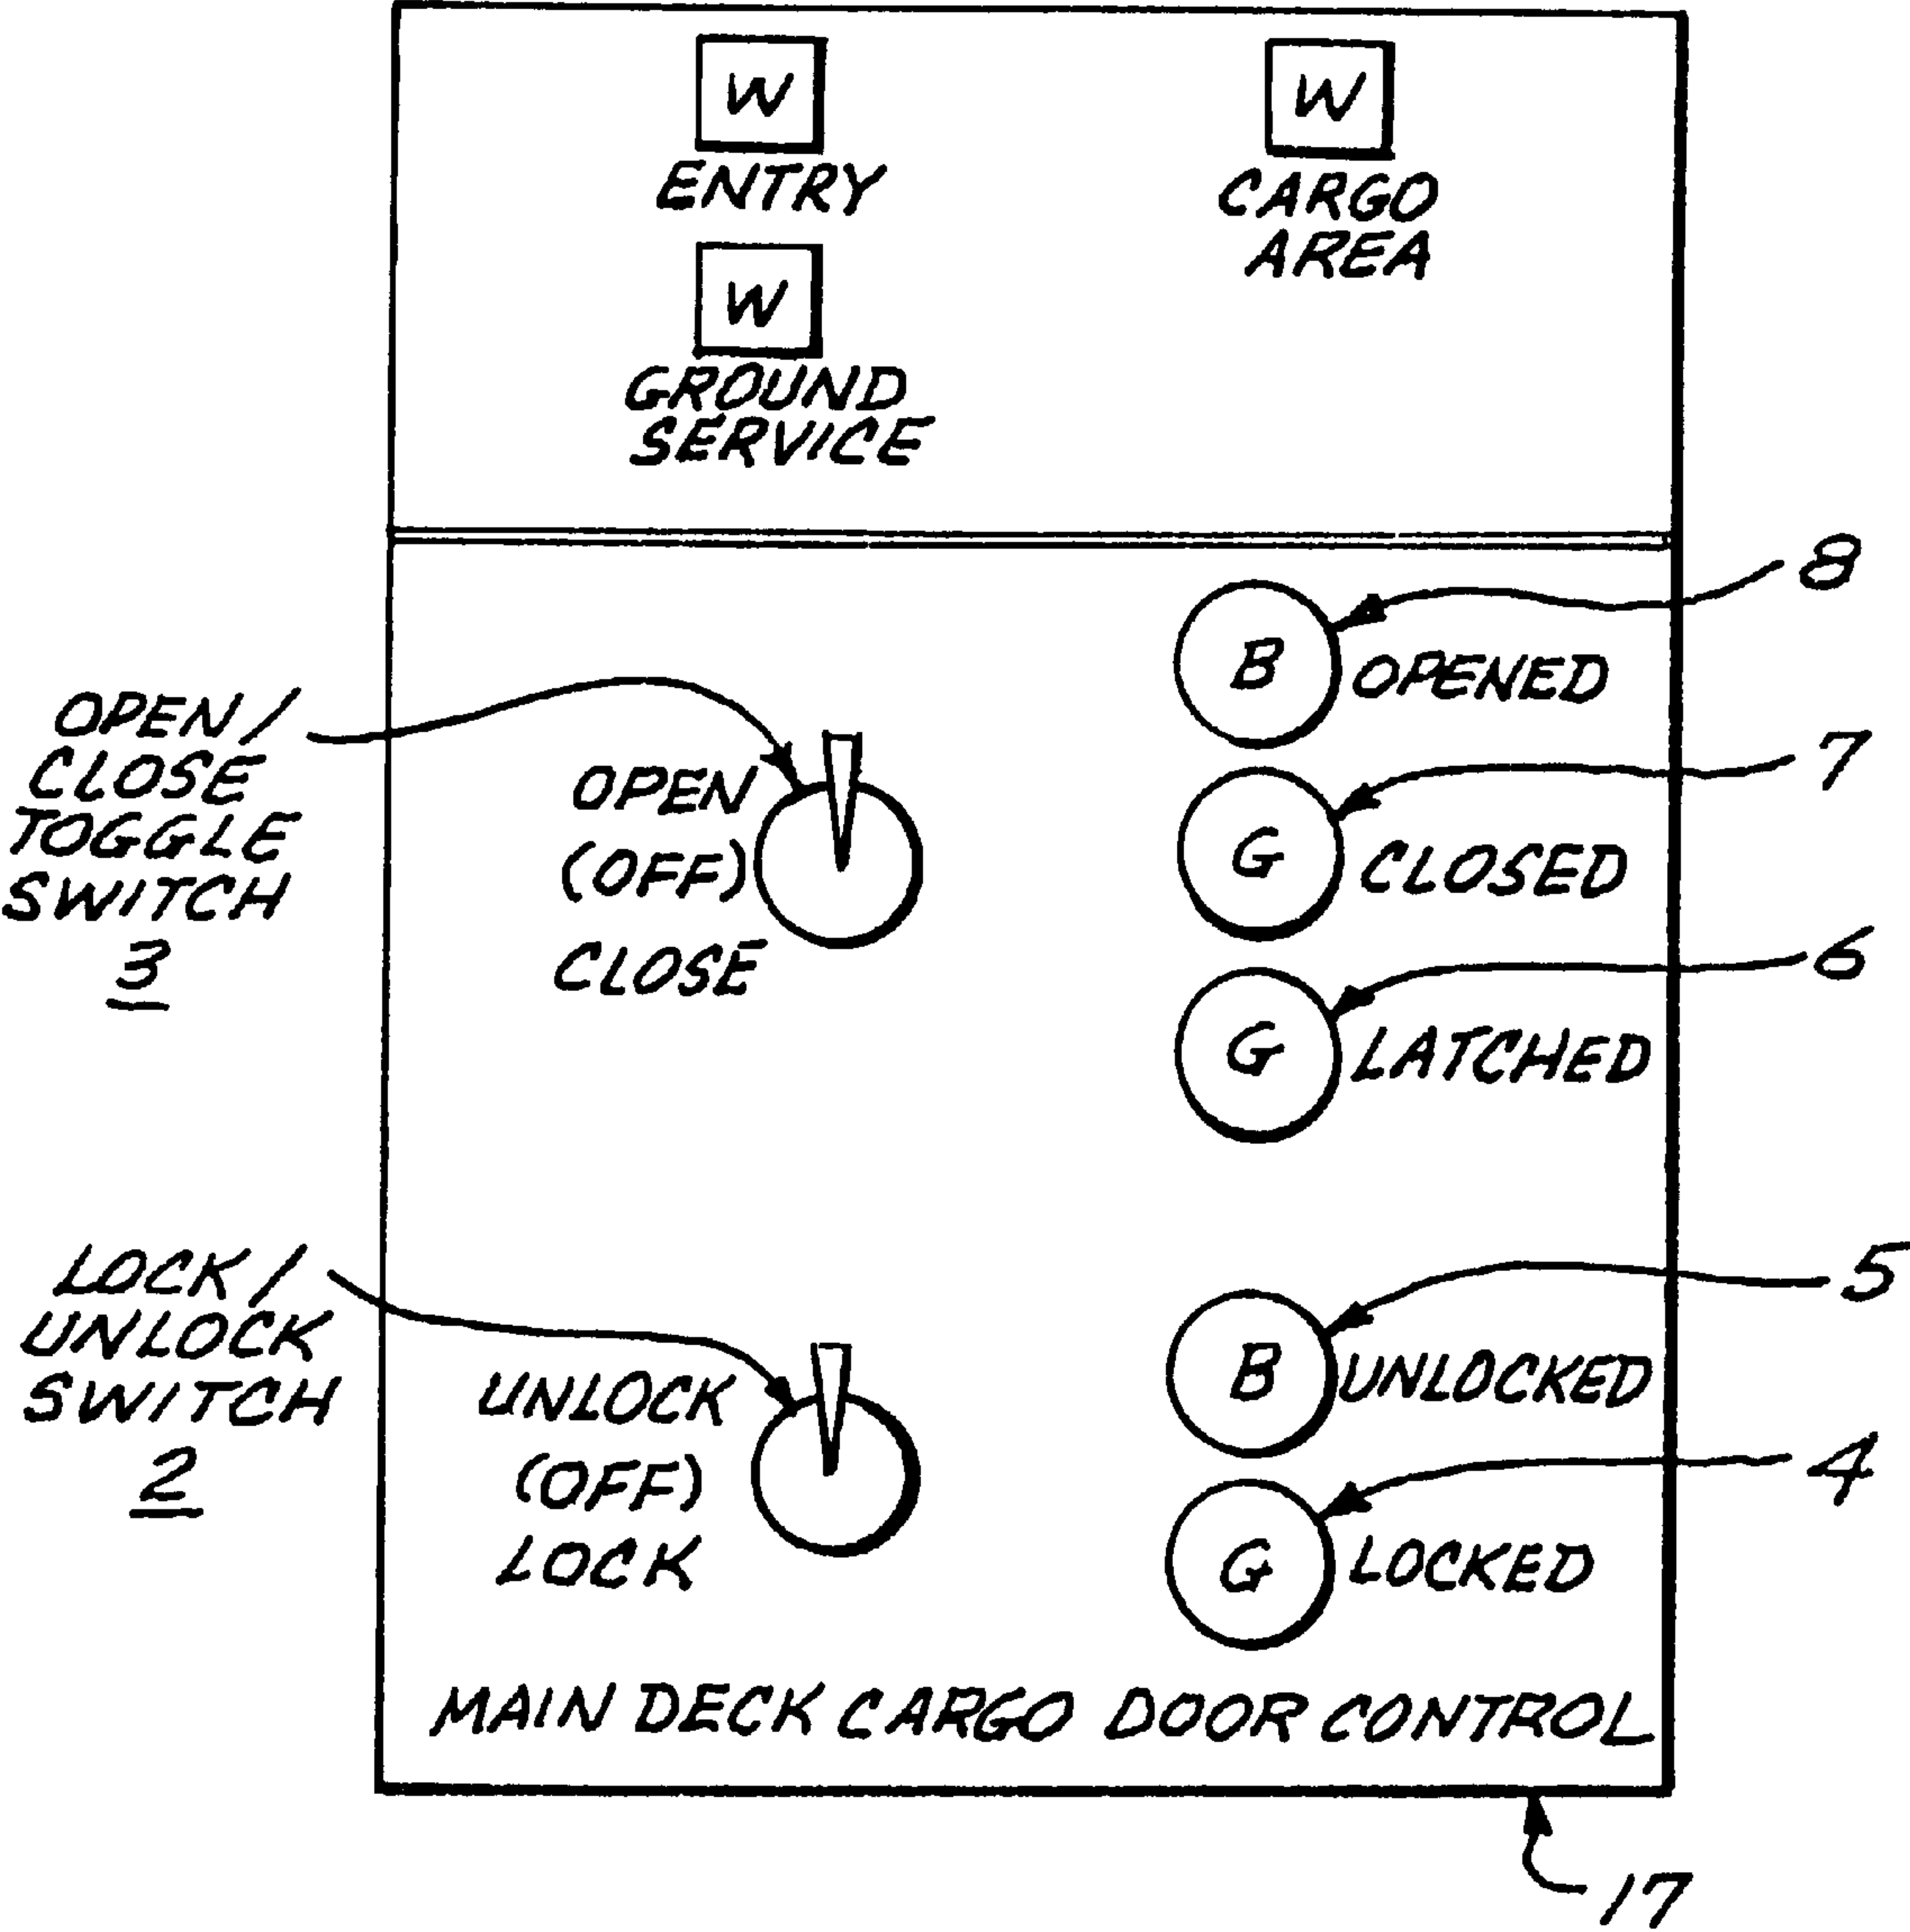 W
ENTRY
W
CARGO
AREA
W
GROUND
SERVICE
8
B OPENED
7
OPEN/
CLOSE
TOGGLE
SWITCH
3
OPEN
(OFF)
CLOSE
G CLOSED
6
G LATCHED
5
LOCK/
UNLOCK
SWITCH
2
UNLOCK
(OFF)
LOCK
B UNLOCKED
4
G LOCKED
MAIN DECK CARGO DOOR CONTROL
17